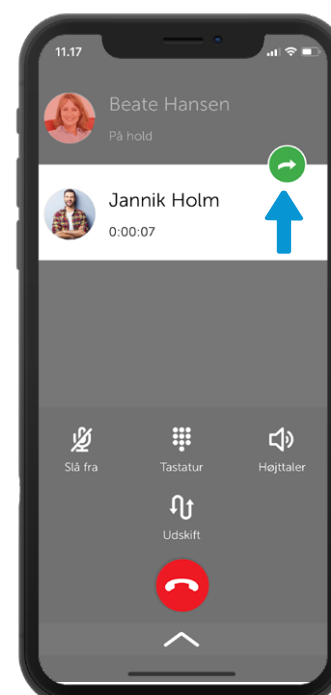 11.17
Beate Hansen
På hold
Jannik Holm
0:00:07
Slå fra
Tastatur
Højttaler
Udskift